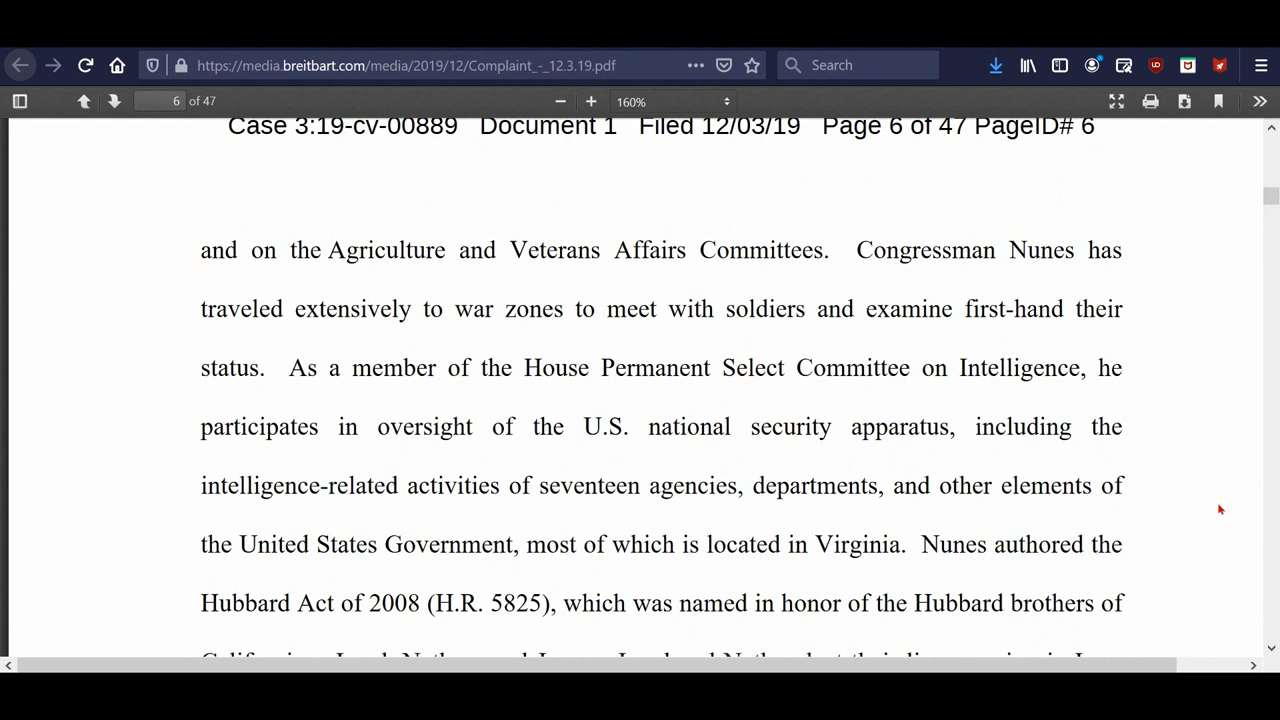 https://media.breitbart.com/media/2019/12/Complaint_-_12.3.19.pdf
Search
6 of 47
160%
Case 3:19-cv-00889 Document 1 Filed 12/03/19 Page 6 of 47 PageID# 6
and on the Agriculture and Veterans Affairs Committees. Congressman Nunes has
traveled extensively to war zones to meet with soldiers and examine first-hand their
status. As a member of the House Permanent Select Committee on Intelligence, he
participates in oversight of the U.S. national security apparatus, including the
intelligence-related activities of seventeen agencies, departments, and other elements of
the United States Government, most of which is located in Virginia. Nunes authored the
Hubbard Act of 2008 (H.R. 5825), which was named in honor of the Hubbard brothers of